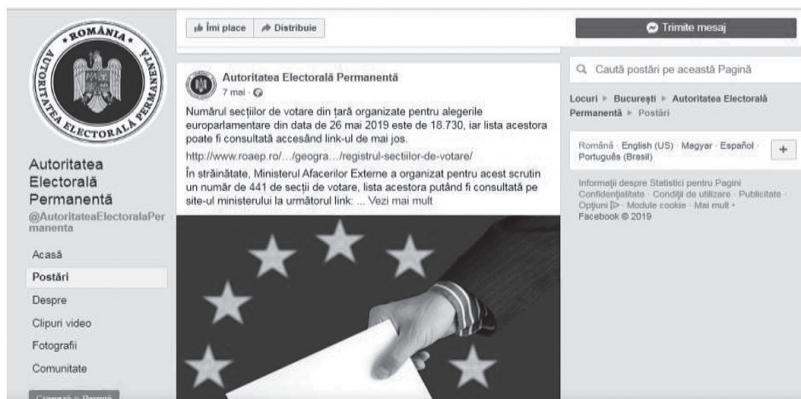 ROMÂNIA
AUTORITATEA ELECTORALĂ PERMANENTĂ
Autoritatea
Electorală
Permanentă
@AutoritateaElectoralaPer
manenta
Acasă
Postări
Despre
Clipuri video
Fotografii
Comunitate
Îmi place
Distribuie
Autoritatea Electorală Permanentă
7 mai ·
Numărul secțiilor de votare din țară organizate pentru alegerile
europarlamentare din data de 26 mai 2019 este de 18.730, iar lista acestora
poate fi consultată accesând link-ul de mai jos.
http://www.roaep.ro/.../geogra.../registrul-sectiilor-de-votare/
În străinătate, Ministerul Afacerilor Externe a organizat pentru acest scrutin
un număr de 441 de secții de votare, lista acestora putând fi consultată pe
site-ul ministerului la următorul link: ... Vezi mai mult
Trimite mesaj
Caută postări pe această Pagină
Locuri ▸ București ▸ Autoritatea Electorală
Permanentă ▸ Postări
Română · English (US) · Magyar · Español ·
Português (Brasil)
+
Informații despre Statistici pentru Pagini
Confidențialitate · Condiții de utilizare · Publicitate ·
Opțiuni · Module cookie · Mai mult ·
Facebook © 2019